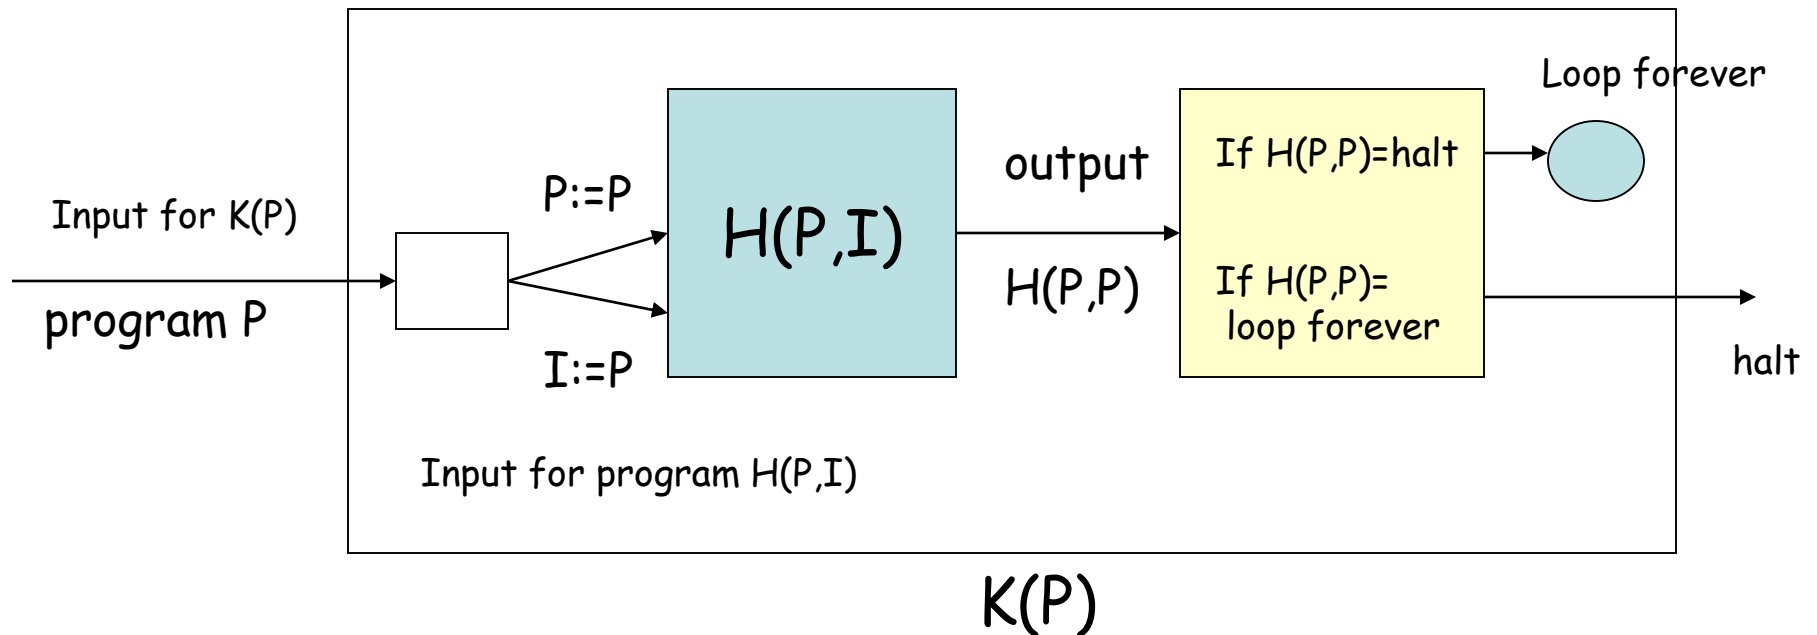 Loop forever
If H(P,P)=halt
output
P:=P
Input for K(P)
H(P,I)
If H(P,P)=
loop forever
H(P,P)
program P
I:=P
halt
Input for program H(P,I)
K(P)